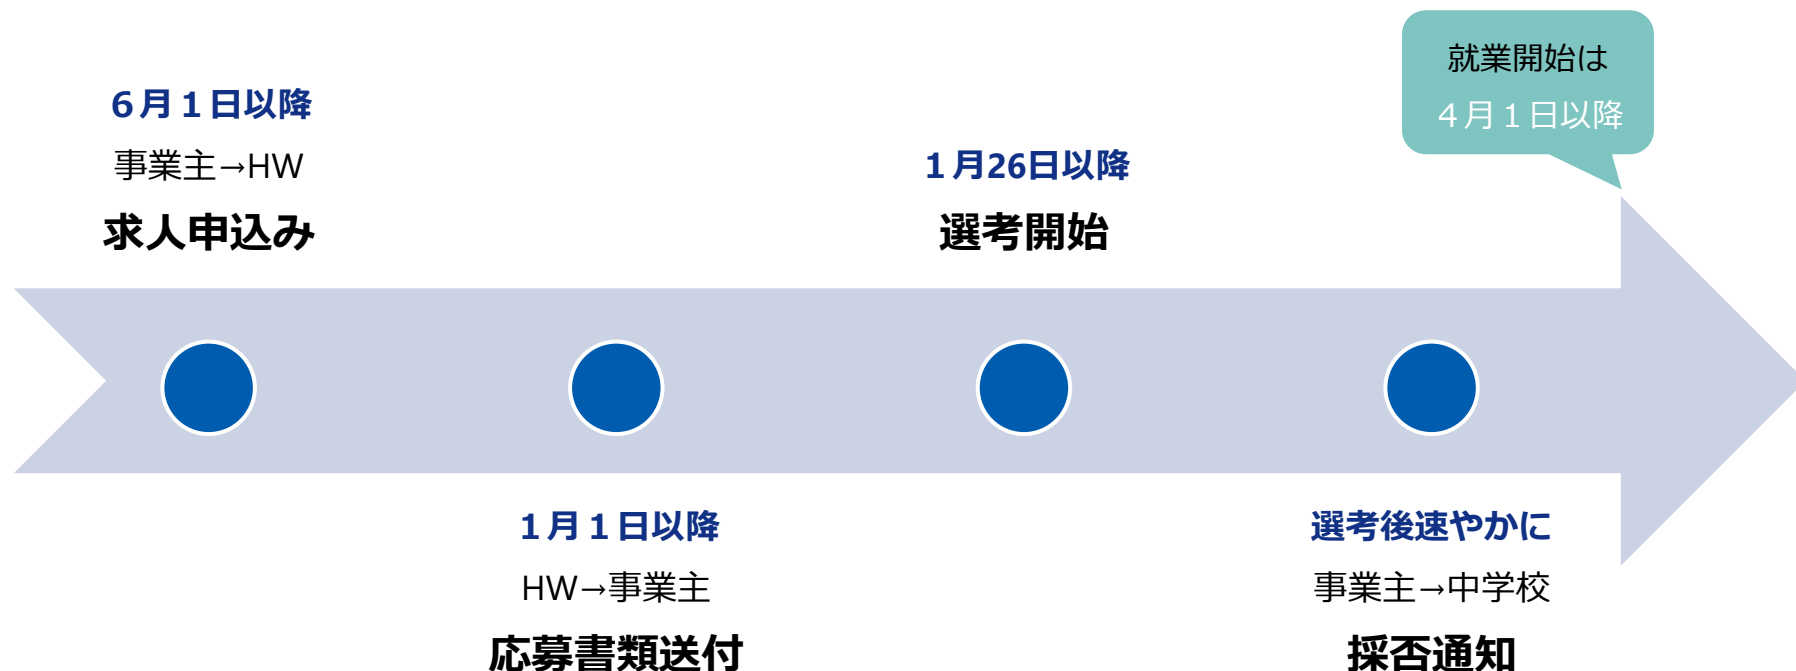 ６月１日以降
事業主→HW
求人申込み
１月１日以降
HW→事業主
応募書類送付
１月26日以降
選考開始
選考後速やかに
事業主→中学校
採否通知
就業開始は
４月１日以降